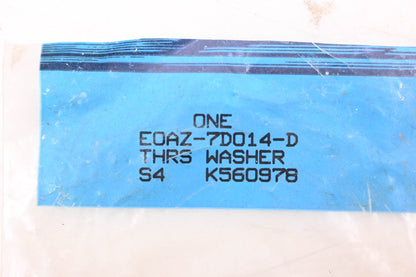 ONE
E0AZ-7D014-D
THRS WASHER
S4 K560978